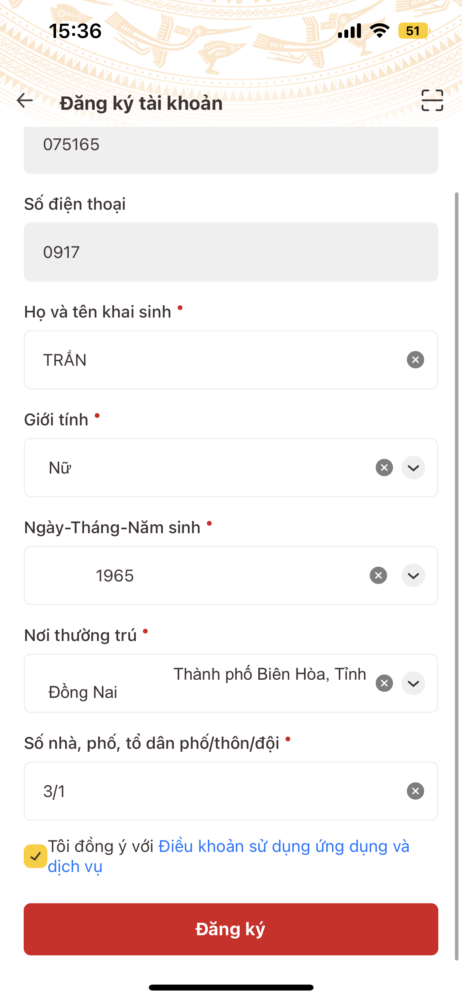 15:36
51
Đăng ký tài khoản
075165
Số điện thoại
0917
Họ và tên khai sinh
TRẦN
Giới tính
Nữ
Ngày-Tháng-Năm sinh
1965
Nơi thường trú
Thành phố Biên Hòa, Tỉnh
Đồng Nai
Số nhà, phố, tổ dân phố/thôn/đội
3/1
Tôi đồng ý với Điều khoản sử dụng ứng dụng và
dịch vụ
Đăng ký